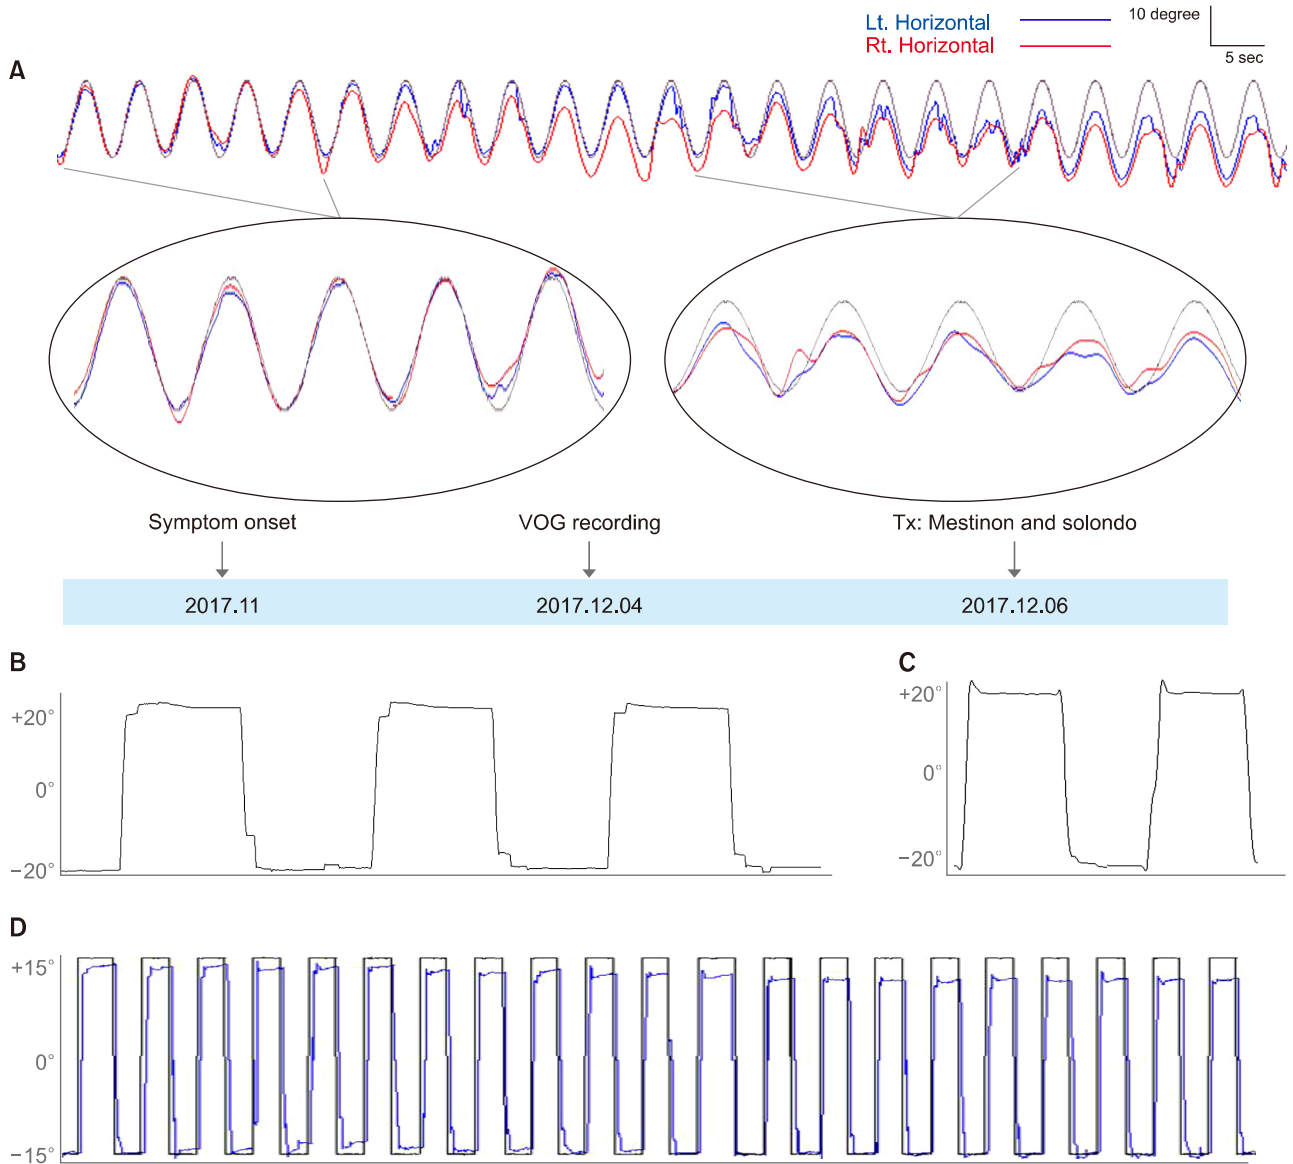 Lt. Horizontal
Rt. Horizontal
10 degree
5 sec
A
Symptom onset
VOG recording
Tx: Mestinon and solondo
2017.11
2017.12.04
2017.12.06
B
+20°
0°
−20°
C
+20°
0°
−20°
D
+15°
0°
−15°